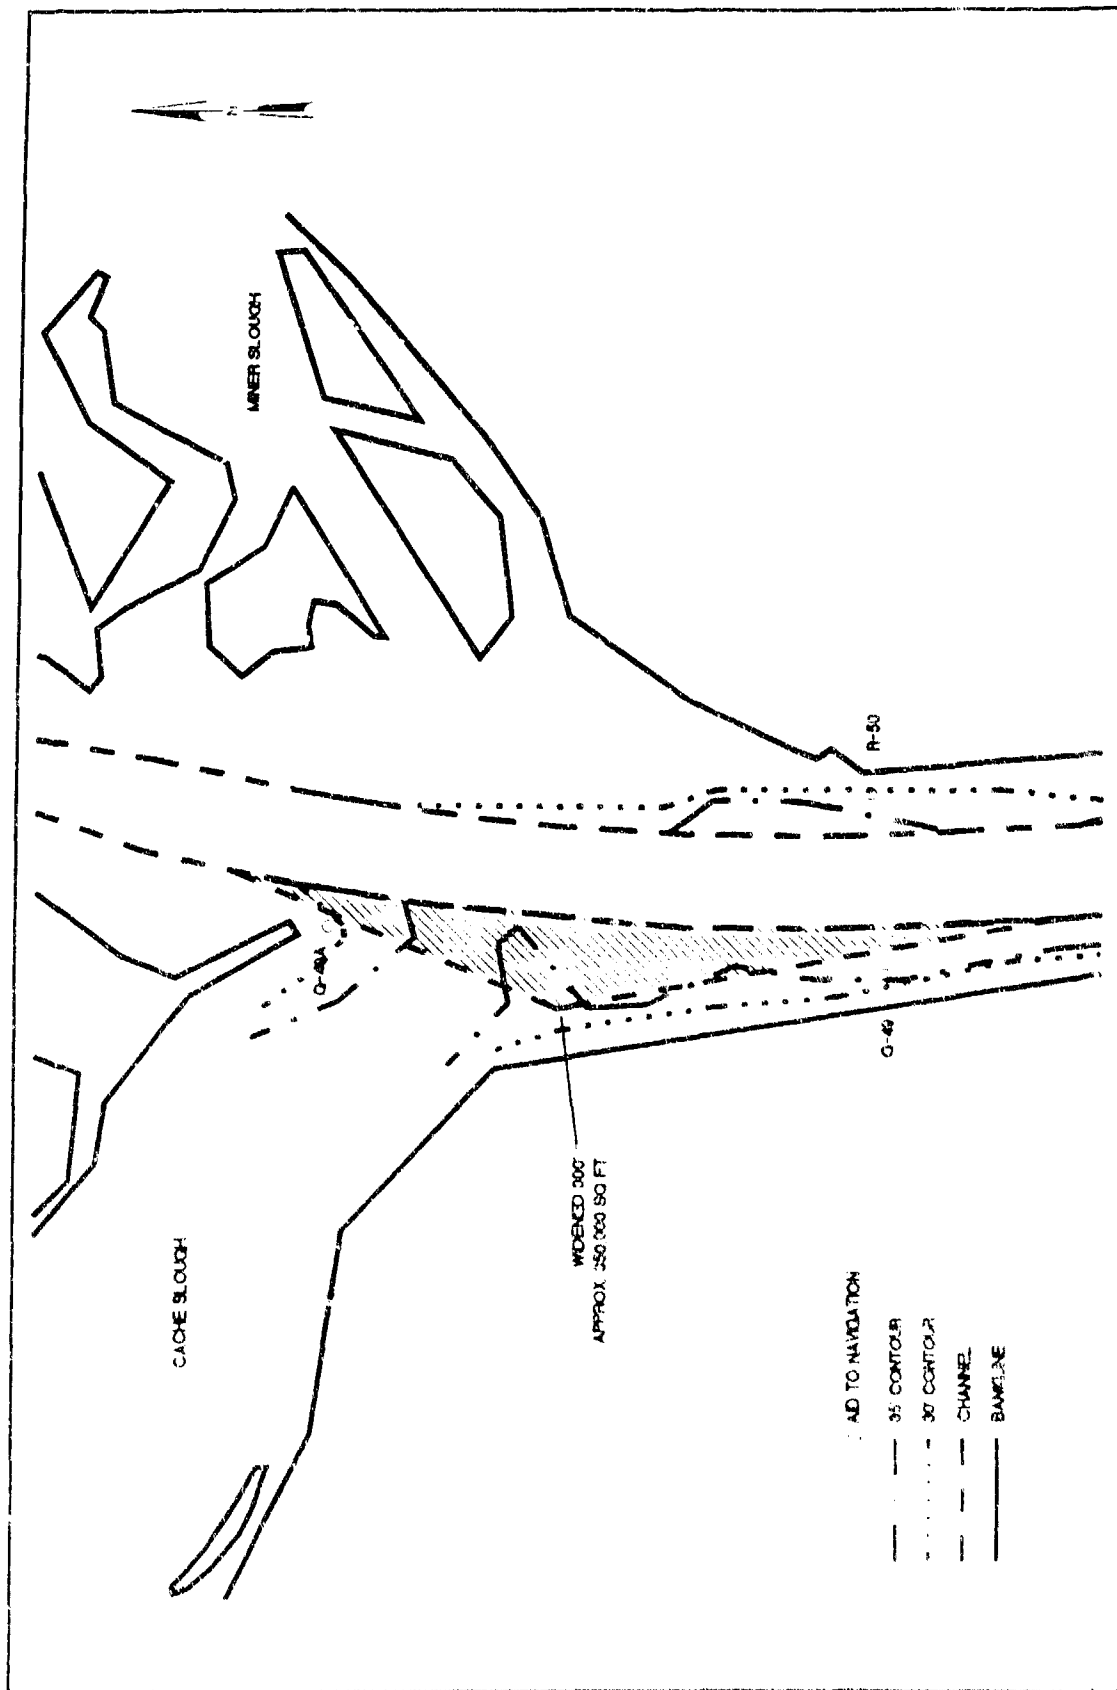 N
MINER SLOUGH
CACHE SLOUGH
G-49A
R-50
G-49
WIDENED 300'
APPROX 350 000 SQ FT
AID TO NAVIGATION
35' CONTOUR
30' CONTOUR
CHANNEL
BANKLINE